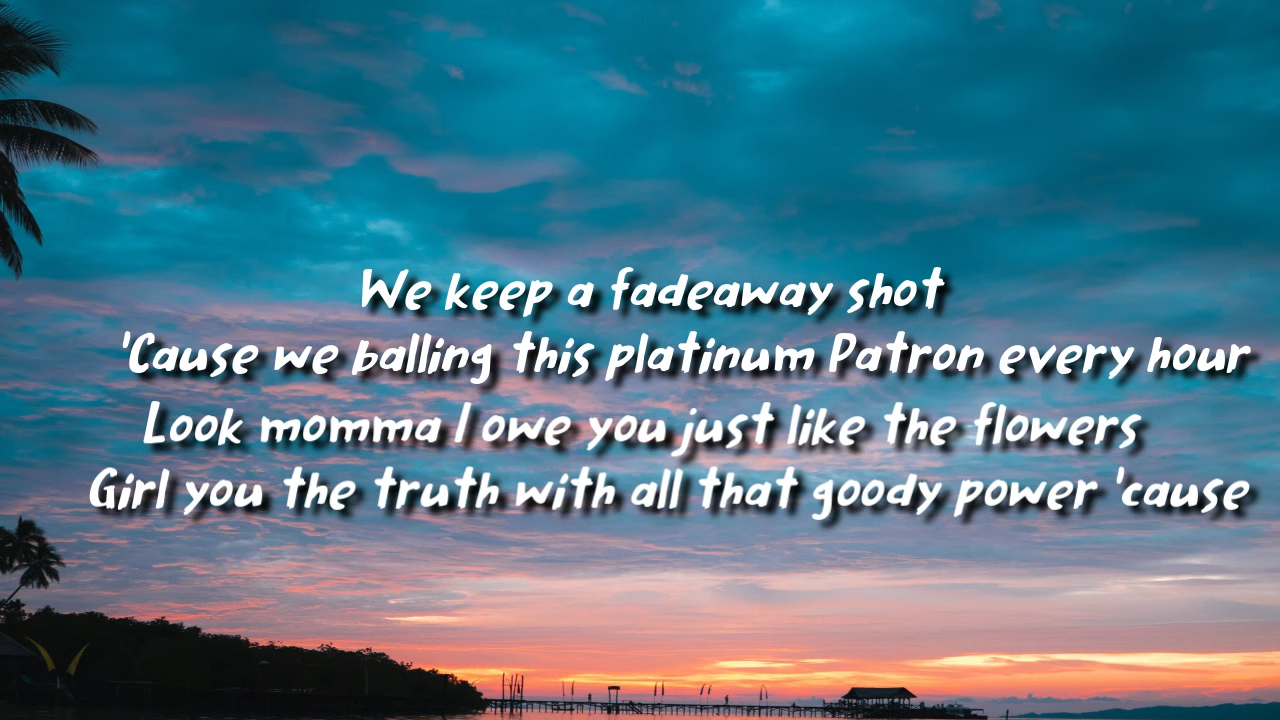 We keep a fadeaway shot
'Cause we balling this platinum Patron every hour
Look momma I owe you just like the flowers
Girl you the truth with all that goody power 'cause